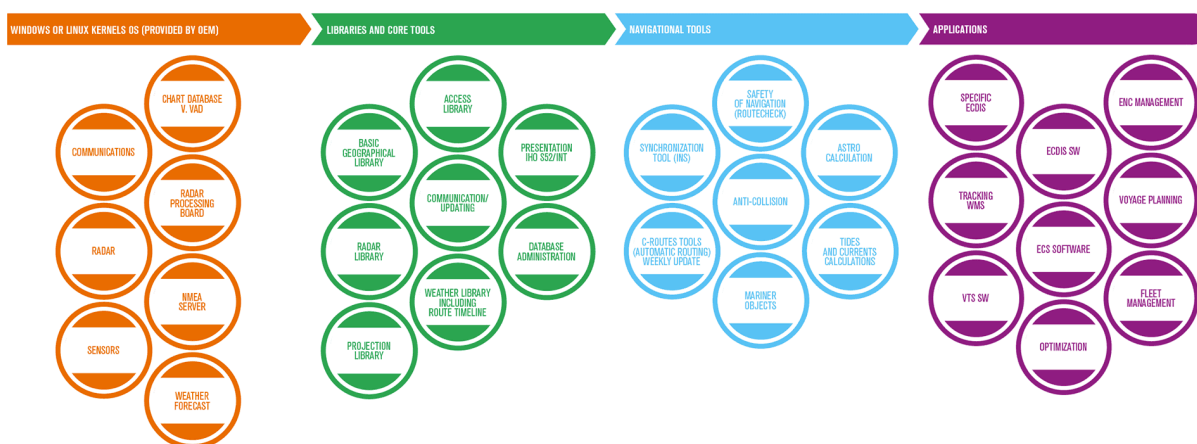 WINDOWS OR LINUX KERNELS OS (PROVIDED BY OEM)
LIBRARIES AND CORE TOOLS
NAVIGATIONAL TOOLS
APPLICATIONS
CHART DATABASE
V. VAD
COMMUNICATIONS
RADAR
PROCESSING
BOARD
RADAR
NMEA
SERVER
SENSORS
WEATHER
FORECAST
ACCESS
LIBRARY
BASIC
GEOGRAPHICAL
LIBRARY
PRESENTATION
IHO S52/INT
COMMUNICATION/
UPDATING
RADAR
LIBRARY
DATABASE
ADMINISTRATION
WEATHER LIBRARY
INCLUDING
ROUTE TIMELINE
PROJECTION
LIBRARY
SAFETY
OF NAVIGATION
(ROUTECHECK)
SYNCHRONIZATION
TOOL (INS)
ASTRO
CALCULATION
ANTI-COLLISION
C-ROUTES TOOLS
(AUTOMATIC ROUTING)
WEEKLY UPDATE
TIDES
AND CURRENTS
CALCULATIONS
MARINER
OBJECTS
SPECIFIC
ECDIS
ENC MANAGEMENT
ECDIS SW
TRACKING
WMS
VOYAGE PLANNING
ECS SOFTWARE
VTS SW
FLEET
MANAGEMENT
OPTIMIZATION